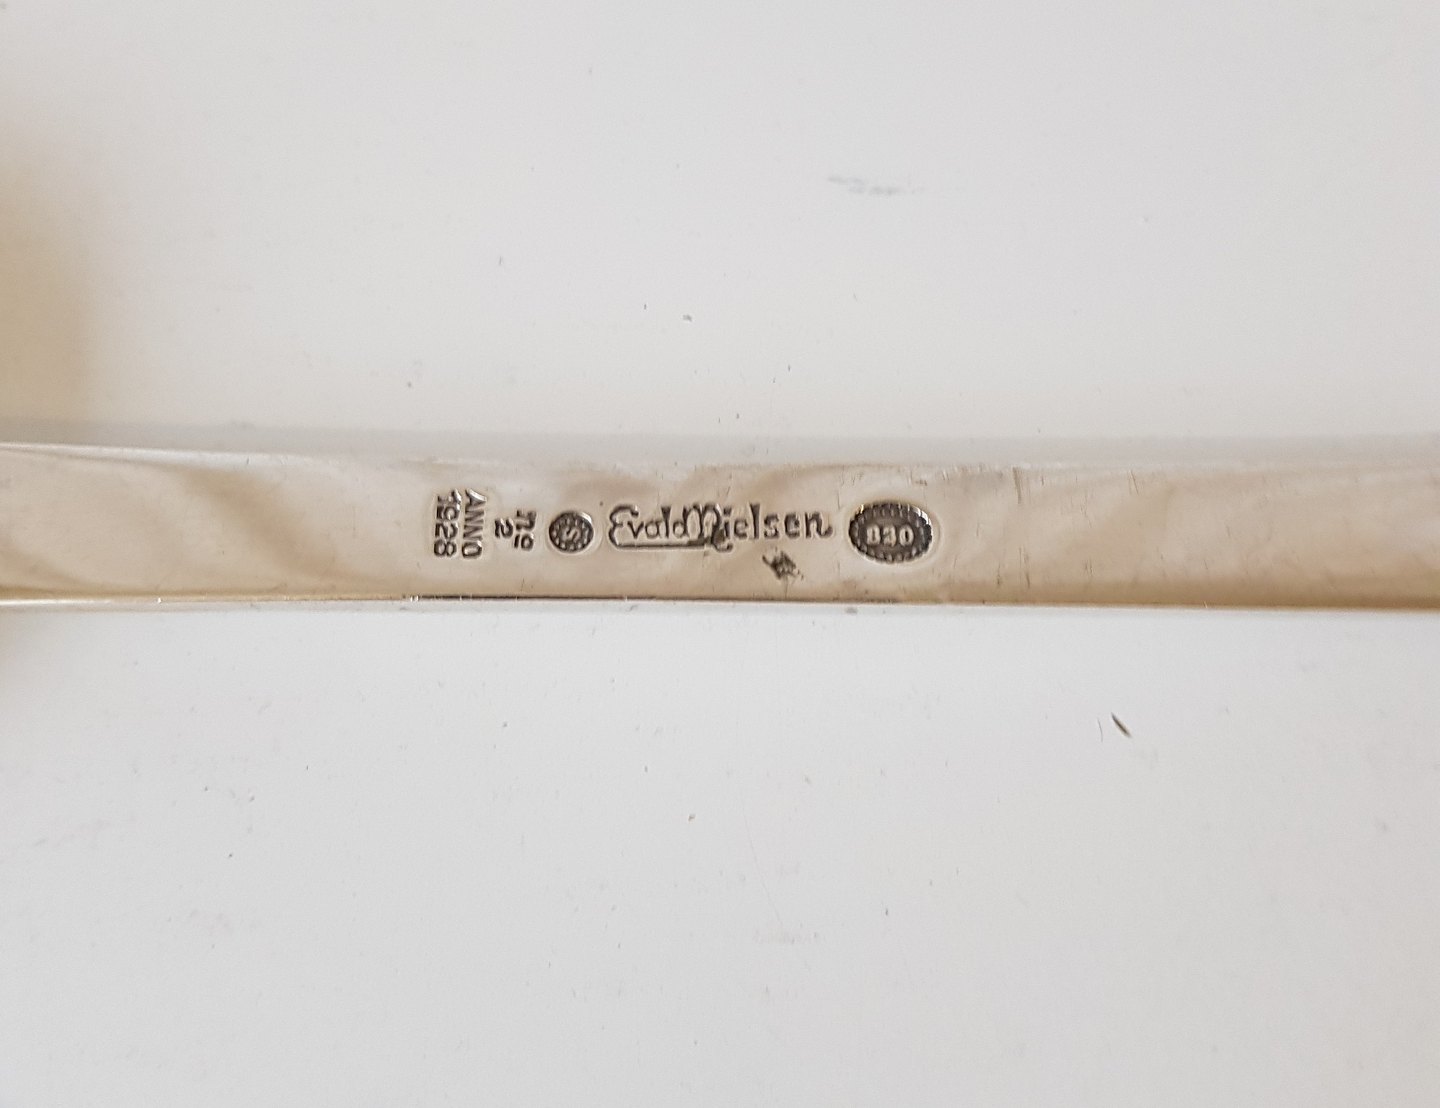 ANNO
1928
no
2
S
Evald Nielsen
830